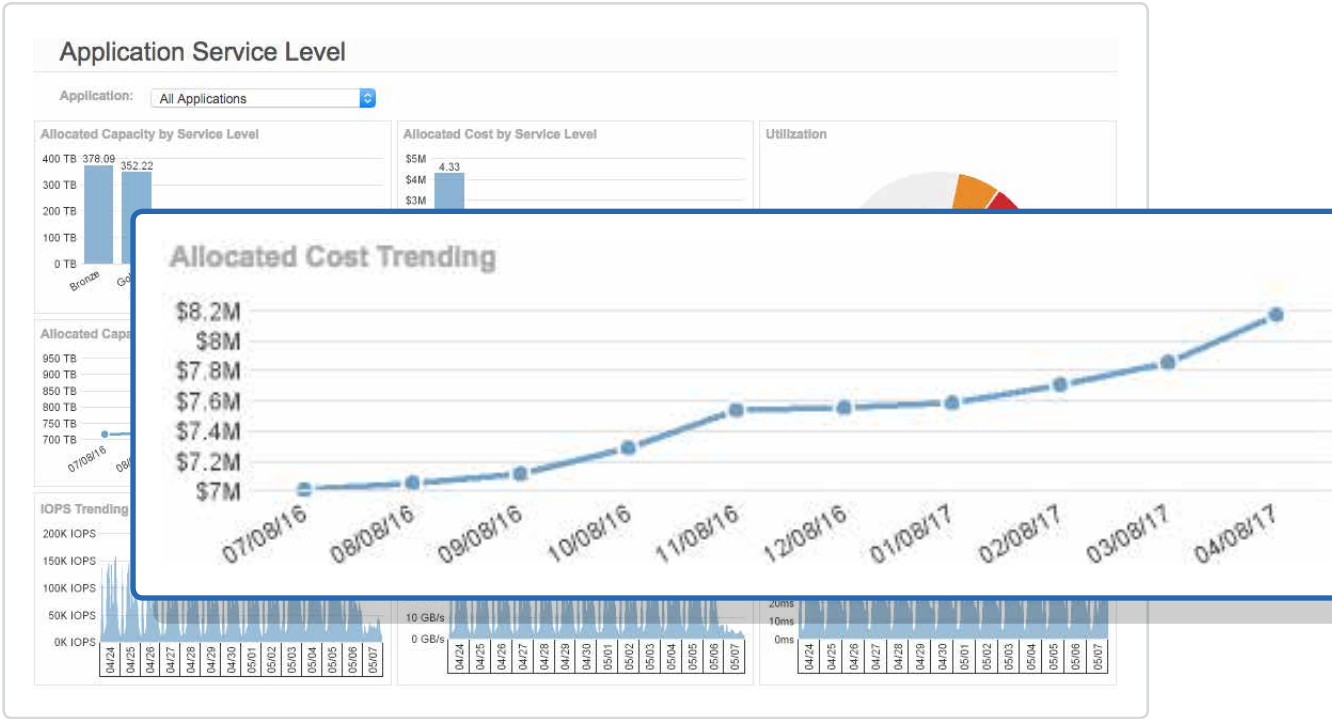 Application Service Level
Application: All Applications
Allocated Capacity by Service Level
400 TB 378.09 352.22
300 TB
200 TB
100 TB
0 TB
Bronze
Allocated Cost by Service Level
$5M 4.33
$4M
$3M
Utilization
Allocated Cost Trending
$8.2M
$8M
$7.8M
$7.6M
$7.4M
$7.2M
$7M
07/08/16 08/08/16 09/08/16 10/08/16 11/08/16 12/08/16 01/08/17 02/08/17 03/08/17 04/08/17
Allocated Capa
950 TB
900 TB
850 TB
800 TB
750 TB
700 TB
07/08/16
IOPS Trending
200K IOPS
150K IOPS
100K IOPS
50K IOPS
0K IOPS
04/24 04/25 04/26 04/27 04/28 04/29 04/30 05/01 05/02 05/03 05/04 05/05 05/06 05/07
10 GB/s
0 GB/s
04/24 04/25 04/26 04/27 04/28 04/29 04/30 05/01 05/02 05/03 05/04 05/05 05/06 05/07
20ms
10ms
0ms
04/24 04/25 04/26 04/27 04/28 04/29 04/30 05/01 05/02 05/03 05/04 05/05 05/06 05/07